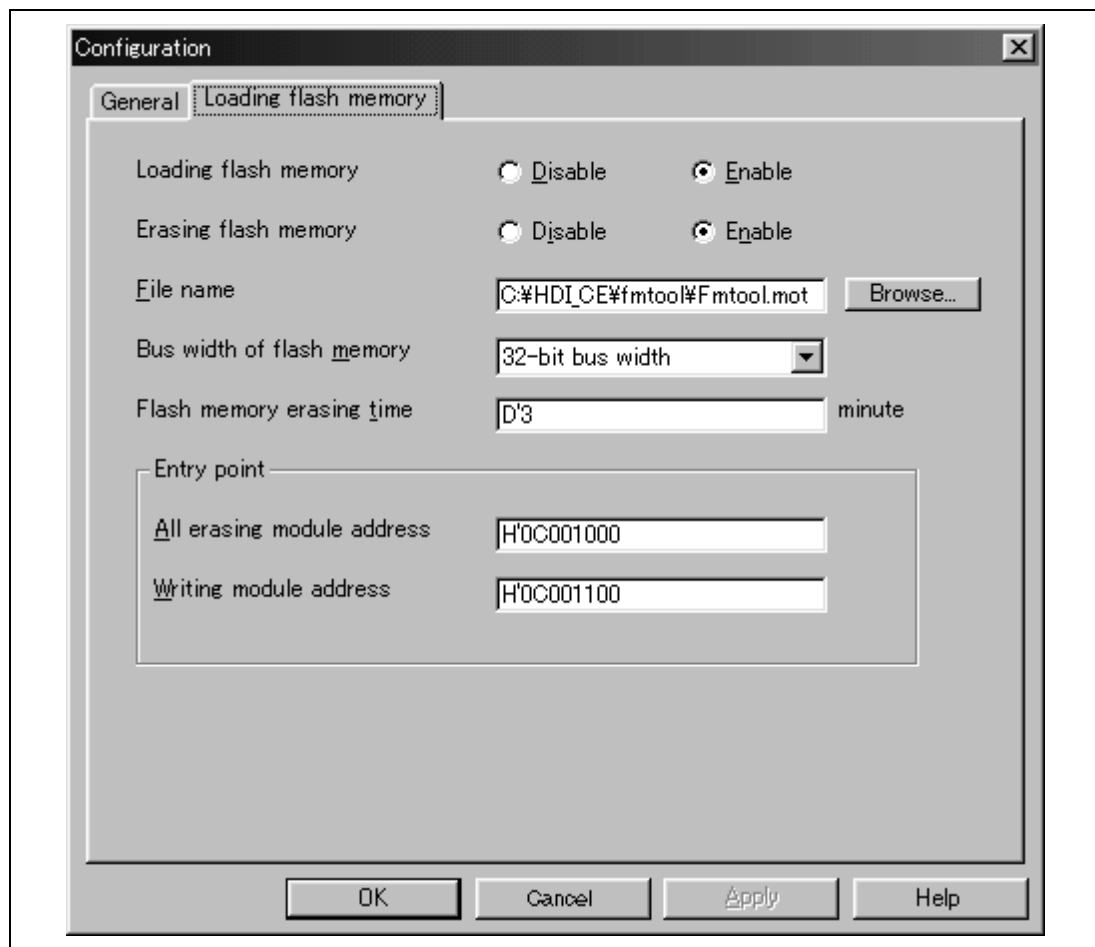 Configuration
General Loading flash memory
Loading flash memory Disable Enable
Erasing flash memory Disable Enable
File name C:¥HDI_CE¥fmtool¥Fmtool.mot Browse...
Bus width of flash memory 32-bit bus width
Flash memory erasing time D'3 minute
Entry point
All erasing module address H'0C001000
Writing module address H'0C001100
OK Cancel Apply Help